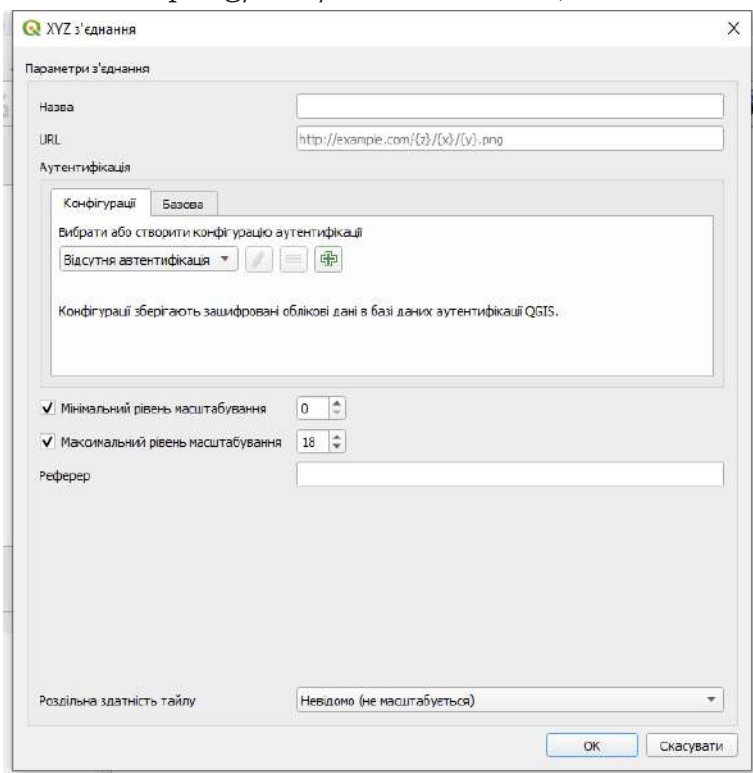 XYZ з'єднання
Параметри з'єднання
Назва
URL http://example.com/{z}/{x}/{y}.png
Аутентифікація
Конфігурації Базова
Вибрати або створити конфігурацію аутентифікації
Відсутня автентифікація
Конфігурації зберігають зашифровані облікові дані в базі даних аутентифікації QGIS.
Мінімальний рівень масштабування 0
Максимальний рівень масштабування 18
Реферер
Роздільна здатність тайлу Невідомо (не масштабується)
OK Скасувати